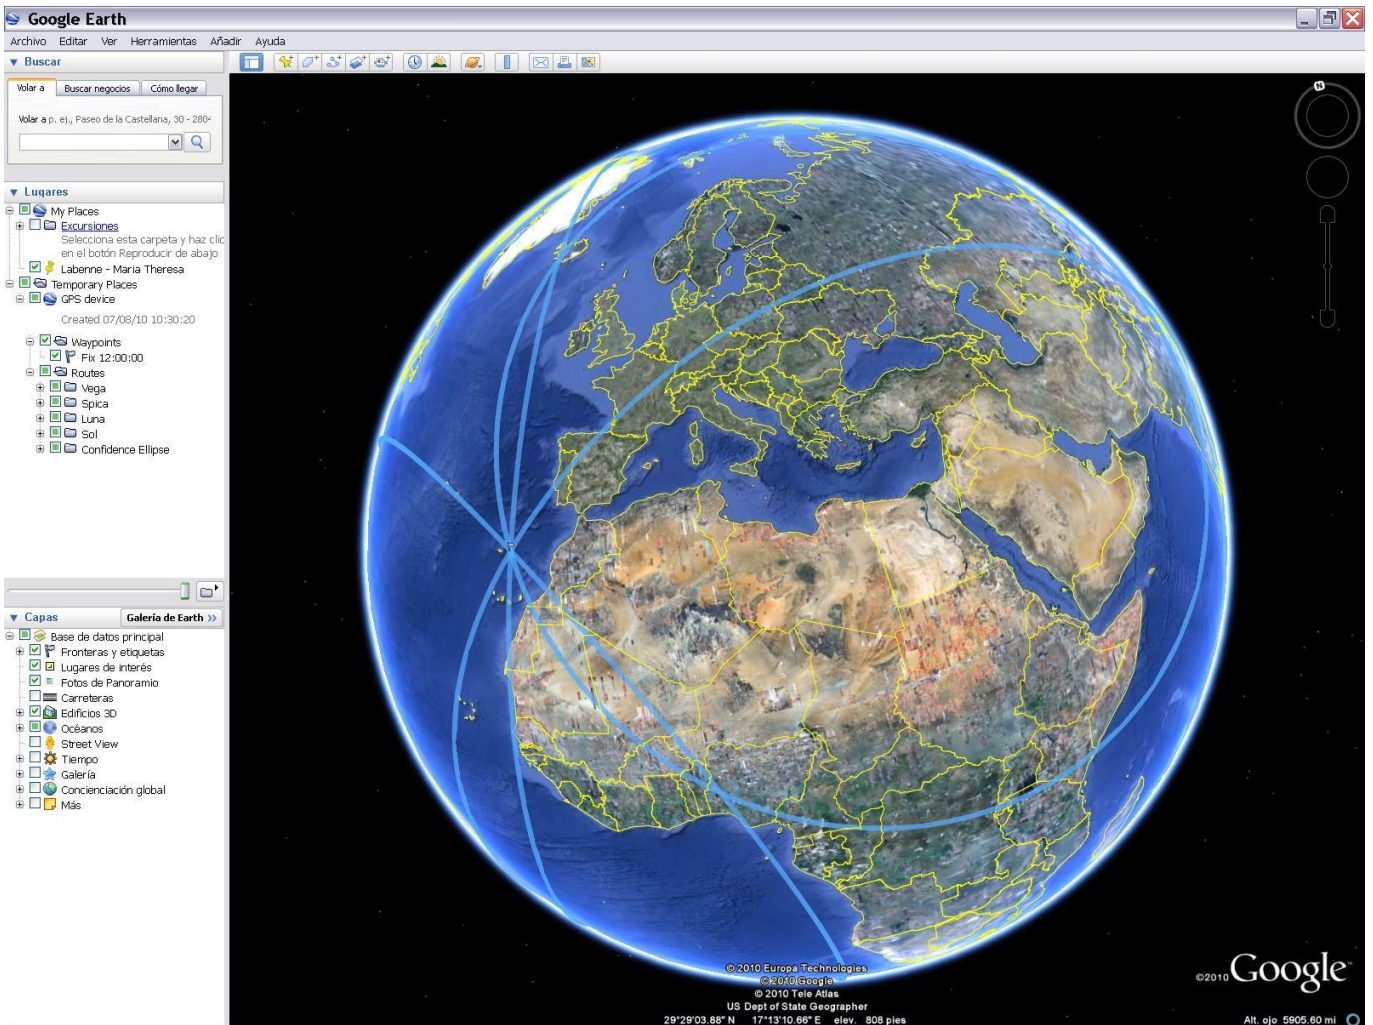 Google Earth
Archivo Editar Ver Herramientas Añadir Ayuda
Buscar
Volar a Buscar negocios Cómo llegar
Volar a p. ej., Paseo de la Castellana, 30 - 280
Lugares
My Places
Excursiones
Selecciona esta carpeta y haz clic
en el botón Reproducir de abajo
Labenne - Maria Theresa
Temporary Places
GPS device
Created 07/08/10 10:30:20
Waypoints
Fix 12:00:00
Routes
Vega
Spica
Luna
Sol
Confidence Ellipse
Capas Galería de Earth »
Base de datos principal
Fronteras y etiquetas
Lugares de interés
Fotos de Panoramio
Carreteras
Edificios 3D
Océanos
Street View
Tiempo
Galería
Concienciación global
Más
N
© 2010 Europa Technologies
© 2010 Google
© 2010 Tele Atlas
US Dept of State Geographer
29°29'03.88" N 17°13'10.66" E elev. 808 pies
©2010 Google™
Alt. ojo 5905.60 mi